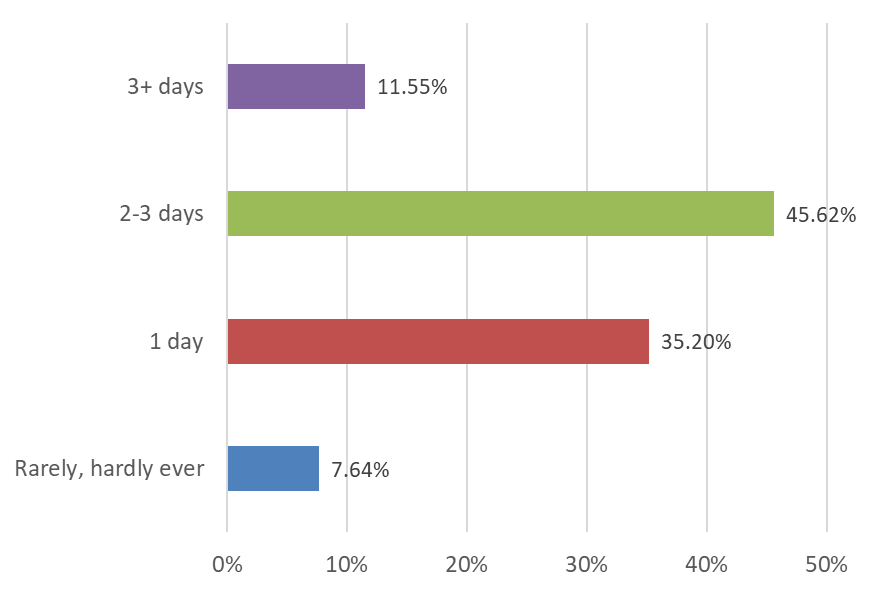 3+ days
11.55%
2-3 days
45.62%
1 day
35.20%
Rarely, hardly ever
7.64%
0%
10%
20%
30%
40%
50%